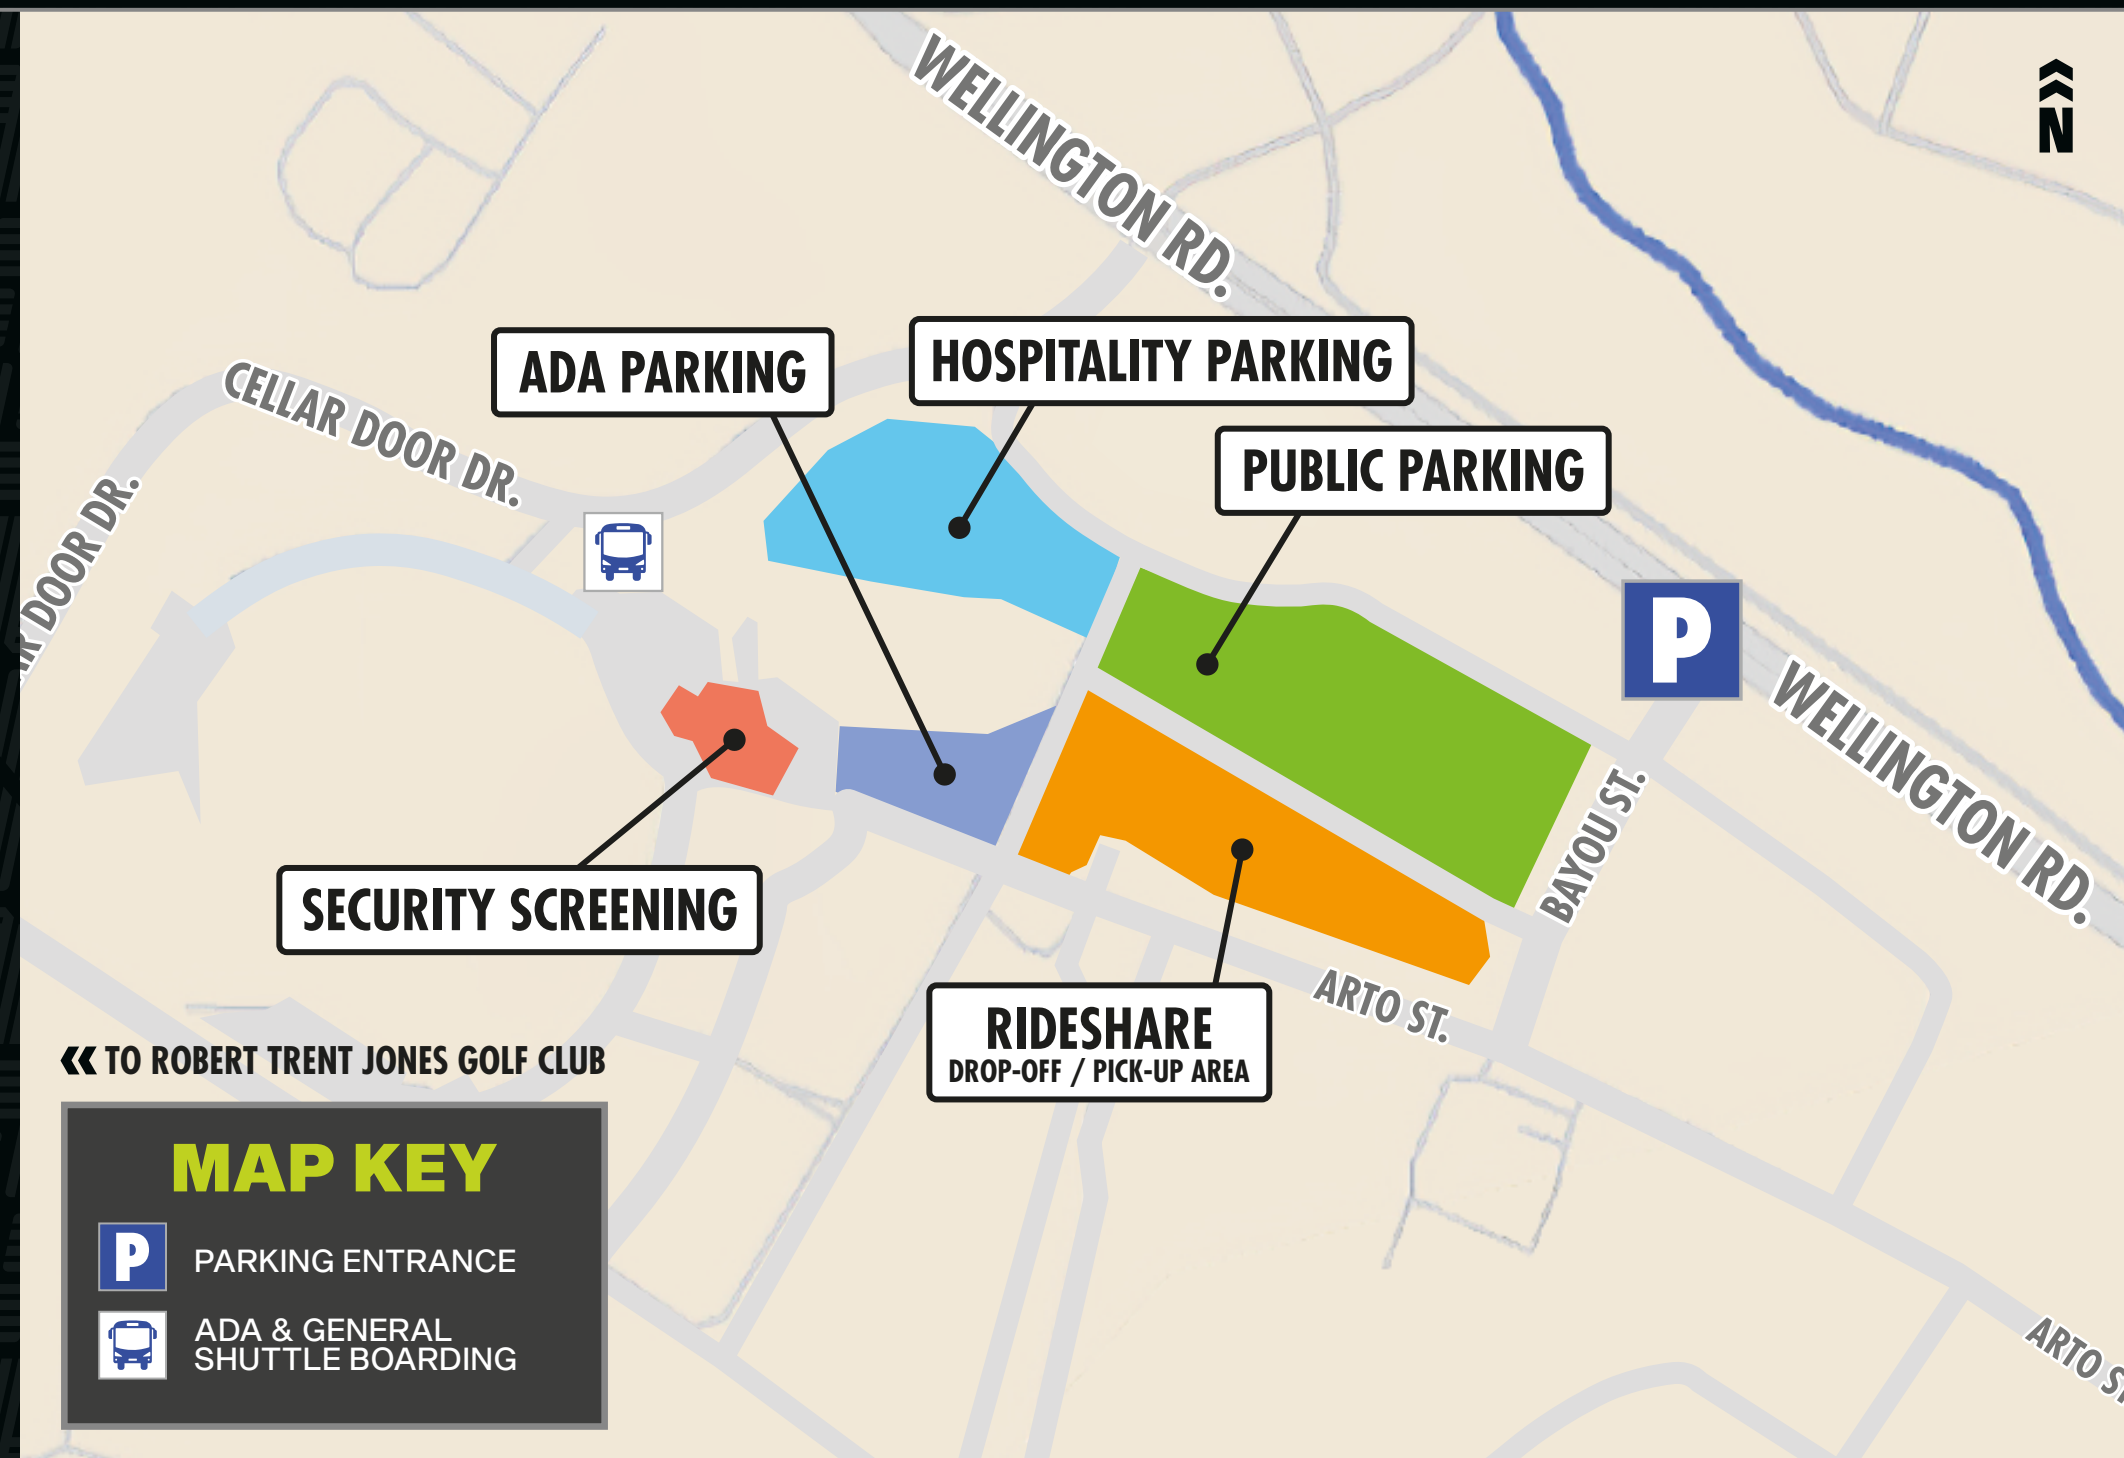 N
WELLINGTON RD.
ADA PARKING
HOSPITALITY PARKING
PUBLIC PARKING
CELLAR DOOR DR.
DOOR DR.
P
WELLINGTON RD.
BAYOU ST.
SECURITY SCREENING
RIDESHARE
DROP-OFF / PICK-UP AREA
ARTO ST.
TO ROBERT TRENT JONES GOLF CLUB
MAP KEY
P PARKING ENTRANCE
ADA & GENERAL
SHUTTLE BOARDING
ARTO